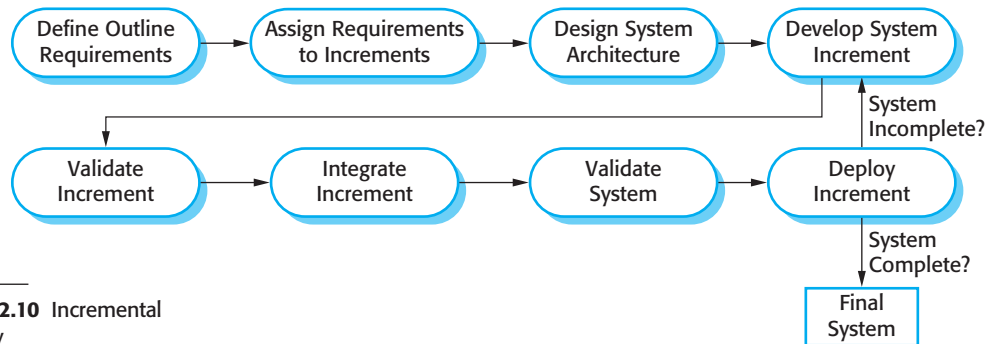 Define Outline
Requirements
Assign Requirements
to Increments
Design System
Architecture
Develop System
Increment
System
Incomplete?
Validate
Increment
Integrate
Increment
Validate
System
Deploy
Increment
System
Complete?
Final
System
2.10 Incremental